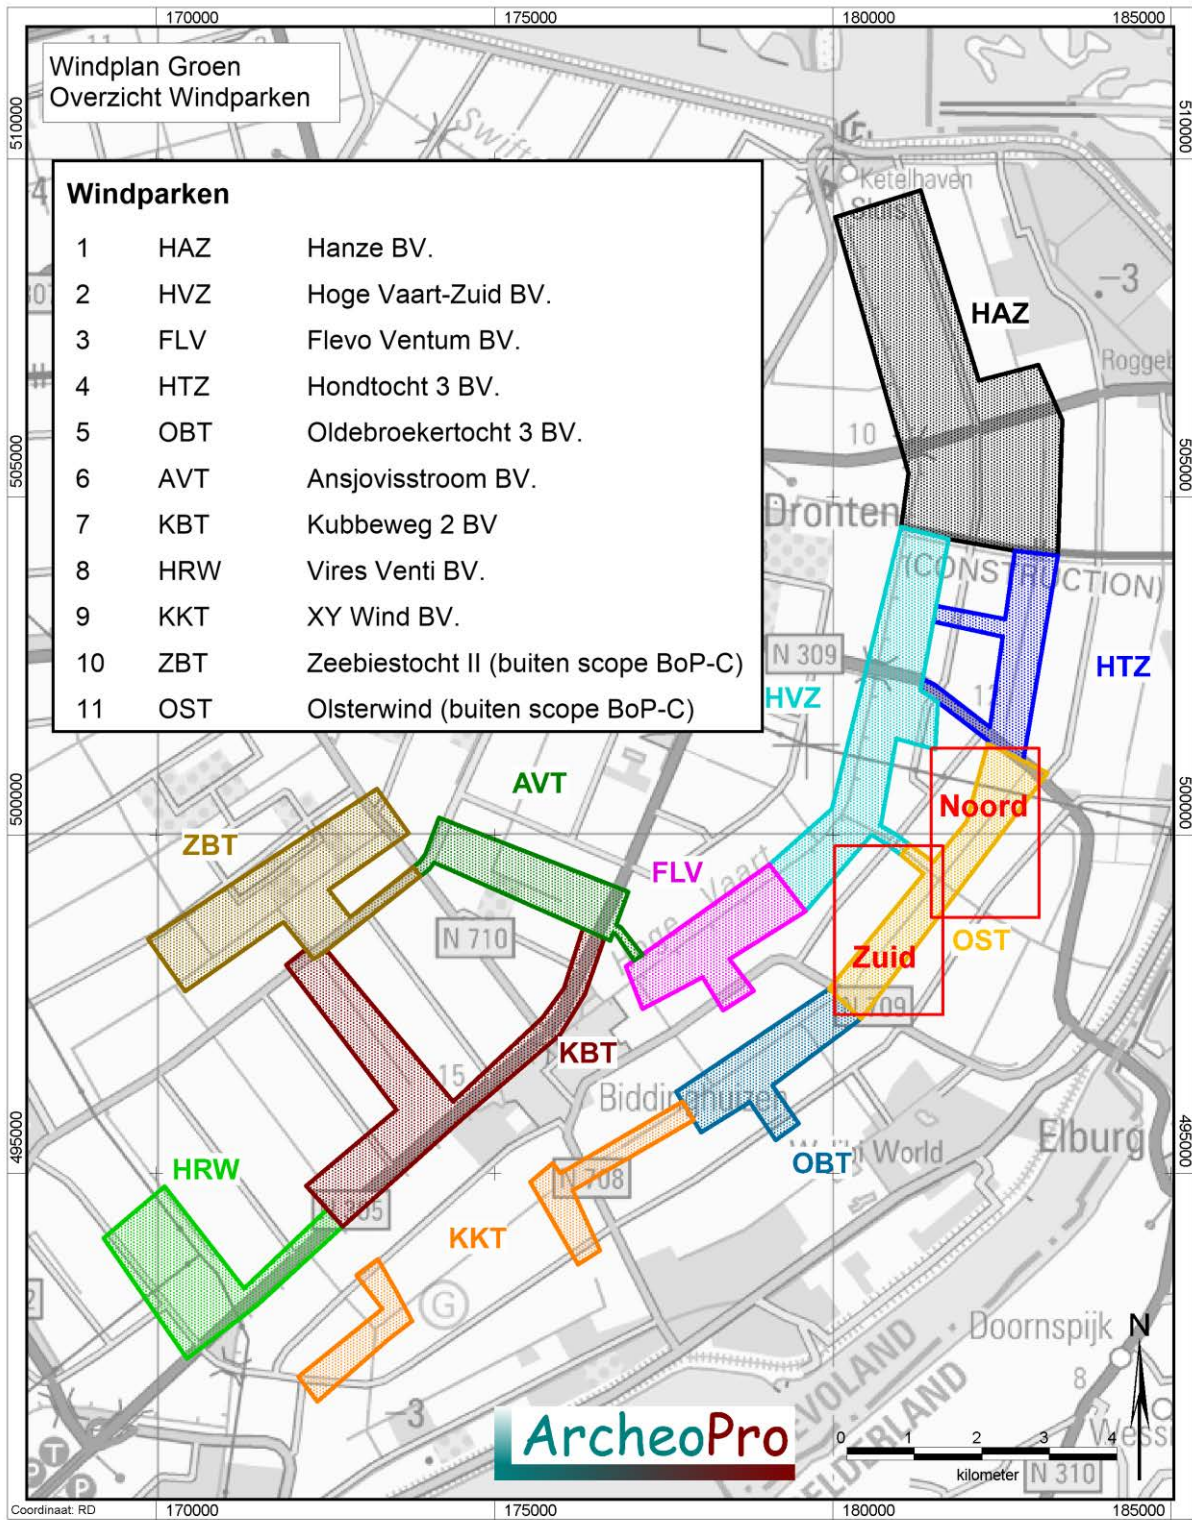 170000 175000 180000 185000
Windplan Groen
Overzicht Windparken
510000
510000
Ketelhaven
Sluis
Windparken
1 HAZ Hanze BV.
2 HVZ Hoge Vaart-Zuid BV.
3 FLV Flevo Ventum BV.
4 HTZ Hondtocht 3 BV.
5 OBT Oldebroekertocht 3 BV.
6 AVT Ansjovisstroom BV.
7 KBT Kubbeweg 2 BV
8 HRW Vires Venti BV.
9 KKT XY Wind BV.
10 ZBT Zeebiestocht II (buiten scope BoP-C)
11 OST Olsterwind (buiten scope BoP-C)
-3
HAZ
10
505000
505000
Dronten
(CONSTRUCTION)
N 309
HTZ
HVZ
AVT
500000
500000
Noord
ZBT
FLV
Hoge Vaart
N 710
OST
Zuid
N 709
KBT
15
Biddinghuizen
Elburg
World
OBT
495000
495000
HRW
N 708
KKT
G
Doornspijk
N
8
-3
ArcheoPro
0 1 2 3 4
kilometer
N 310
T
P
Coordinaat: RD
170000 175000 180000 185000